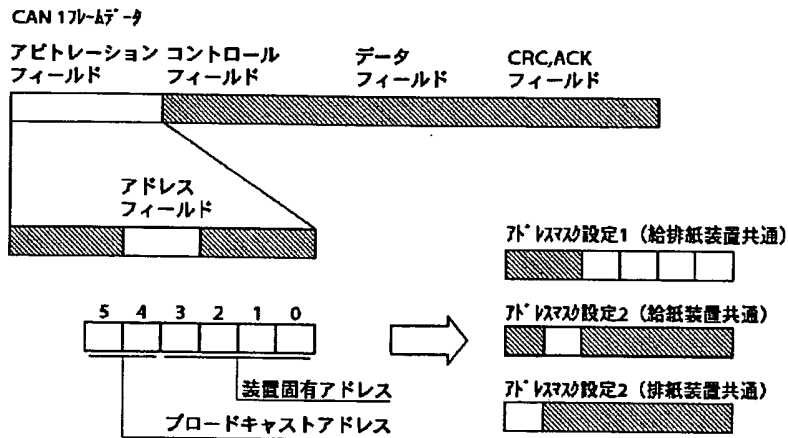 CAN 1ﾌﾚｰﾑﾃﾞｰﾀ
アビトレーション
フィールド
コントロール
フィールド
データ
フィールド
CRC,ACK
フィールド
アドレス
フィールド
5 4 3 2 1 0
装置固有アドレス
ブロードキャストアドレス
ｱﾄﾞﾚｽﾏｽｸ設定1（給排紙装置共通）
ｱﾄﾞﾚｽﾏｽｸ設定2（給紙装置共通）
ｱﾄﾞﾚｽﾏｽｸ設定2（排紙装置共通）